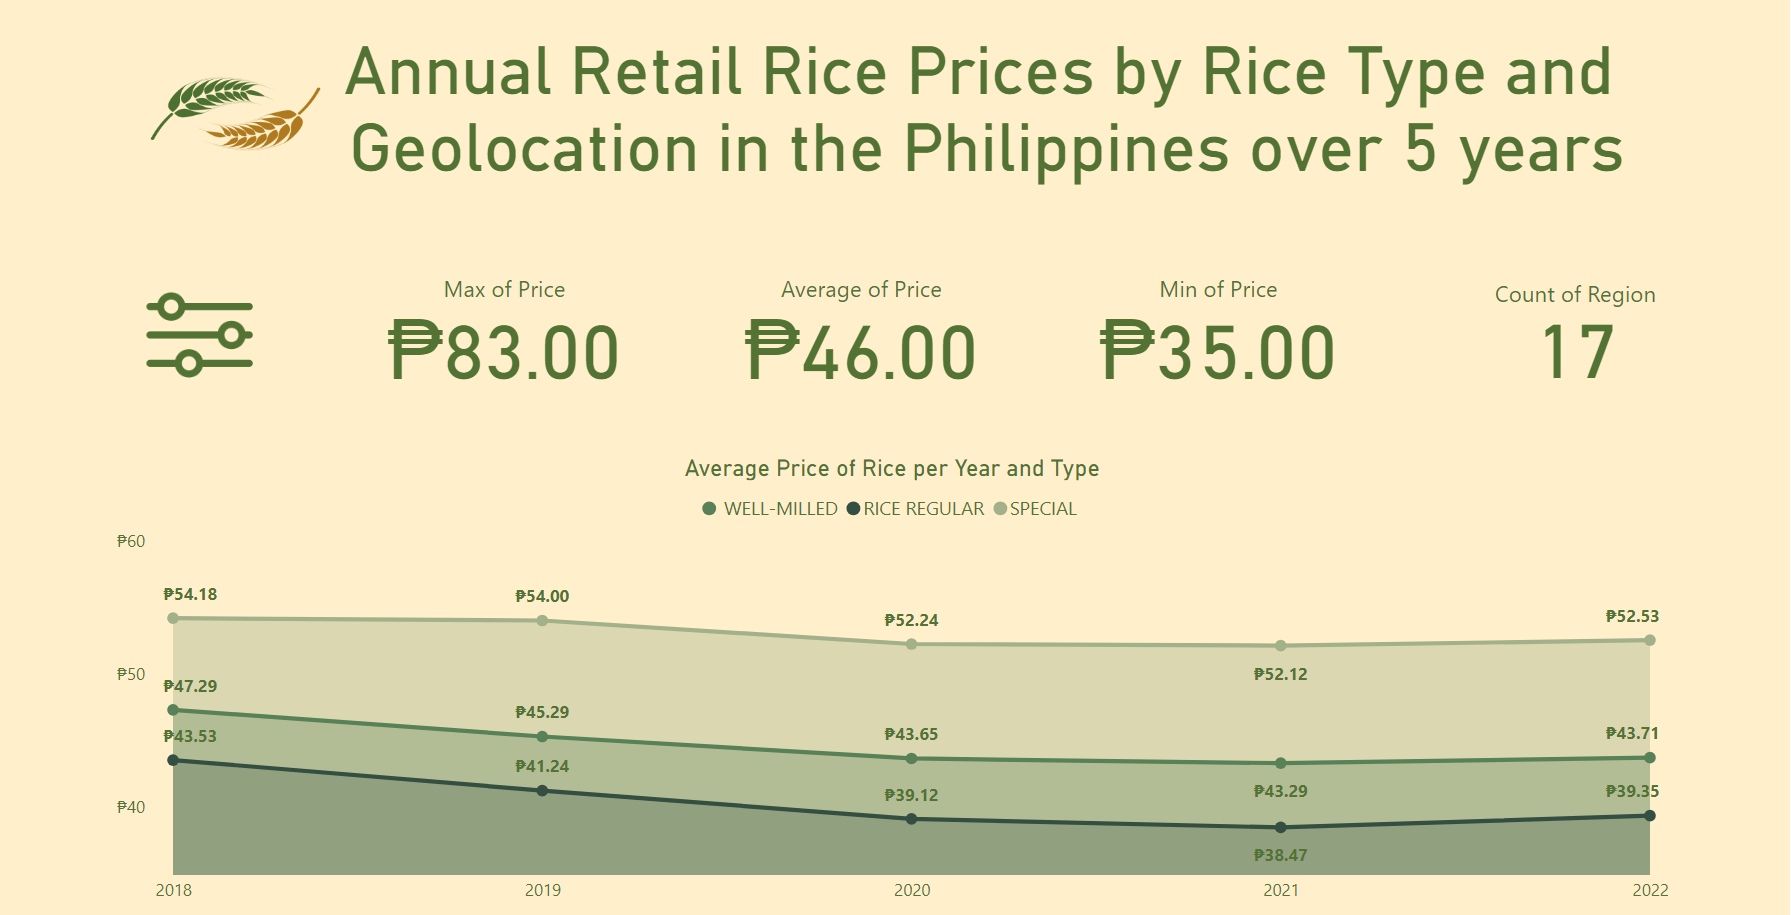 Annual Retail Rice Prices by Rice Type and
Geolocation in the Philippines over 5 years
Max of Price
₱83.00
Average of Price
₱46.00
Min of Price
₱35.00
Count of Region
17
Average Price of Rice per Year and Type
WELL-MILLED RICE REGULAR SPECIAL
₱60
₱50
₱40
₱54.18
₱54.00
₱52.24
₱52.12
₱52.53
₱47.29
₱45.29
₱43.65
₱43.29
₱43.71
₱43.53
₱41.24
₱39.12
₱38.47
₱39.35
2018 2019 2020 2021 2022